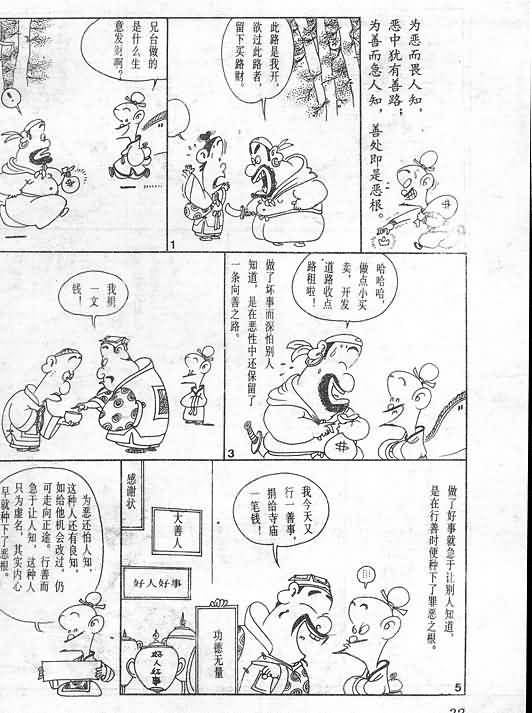 为恶而畏人知，
恶中犹有善路；
为善而急人知，
善处即是恶根。
此路是我开，
欲过此路者，
留下买路财。
1
兄台做的
是什么生
意发财啊？
哈哈哈，
做点小买
卖，开发
道路收点
路租啦！
做了坏事而深怕别人
知道，是在恶性中还保留了
一条向善之路。
3
我捐
一文
钱！
做了好事就急于让别人知道，
是在行善时便种下了罪恶之根。
我今天又
行一善事，
捐给寺庙
一笔钱！
感谢状
大善人
好人好事
好人好事
功德无量
5
为恶还怕人知，
这种人还有良知，
如给他机会改过，仍
可走向正途。行善而
急于让人知，这种人
只为虚名，其实内心
早就种下了恶根。